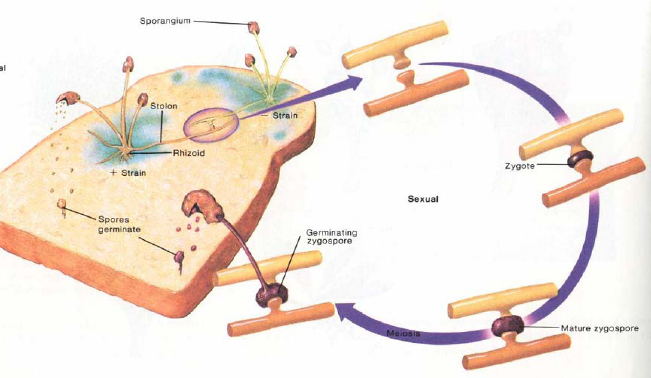 Sporangium
al
Stolon
Strain
Rhizoid
+ Strain
Zygote
Sexual
Spores
germinate
Germinating
zygospore
Meiosis
Mature zygospore